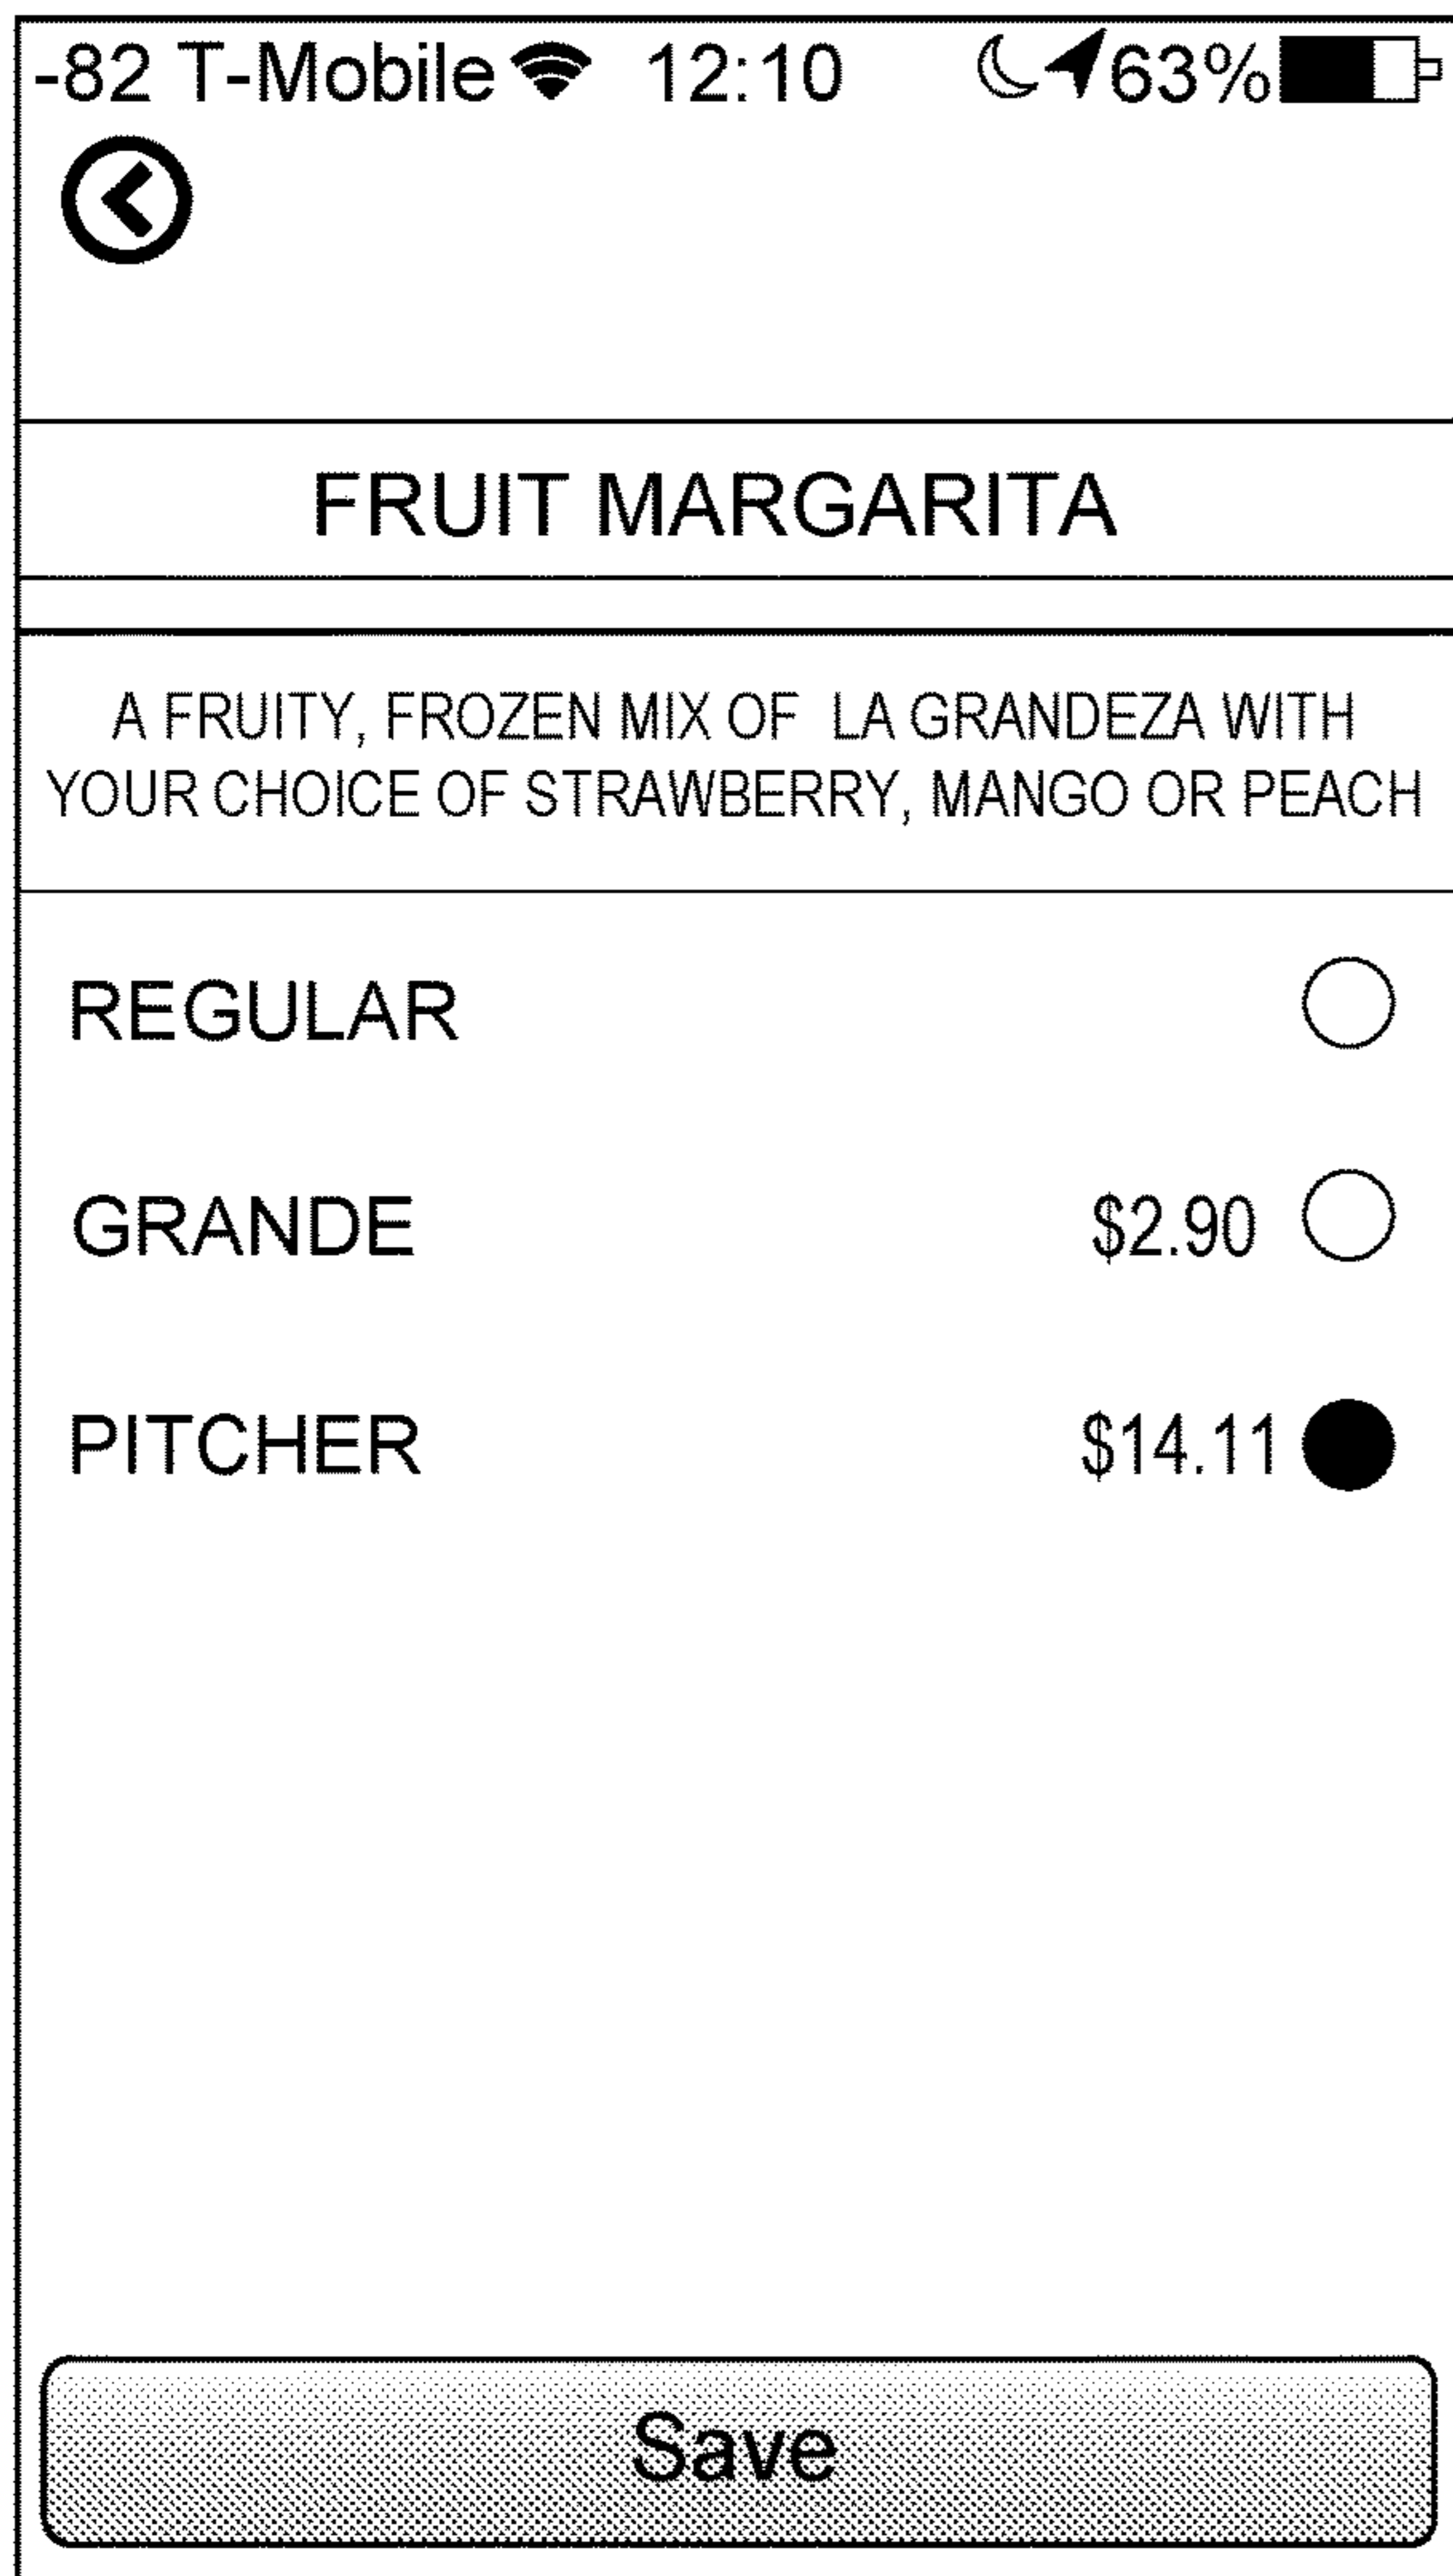 -82 T-Mobile 12:10 63%
FRUIT MARGARITA
A FRUITY, FROZEN MIX OF LA GRANDEZA WITH
YOUR CHOICE OF STRAWBERRY, MANGO OR PEACH
REGULAR
GRANDE $2.90
PITCHER $14.11
Save